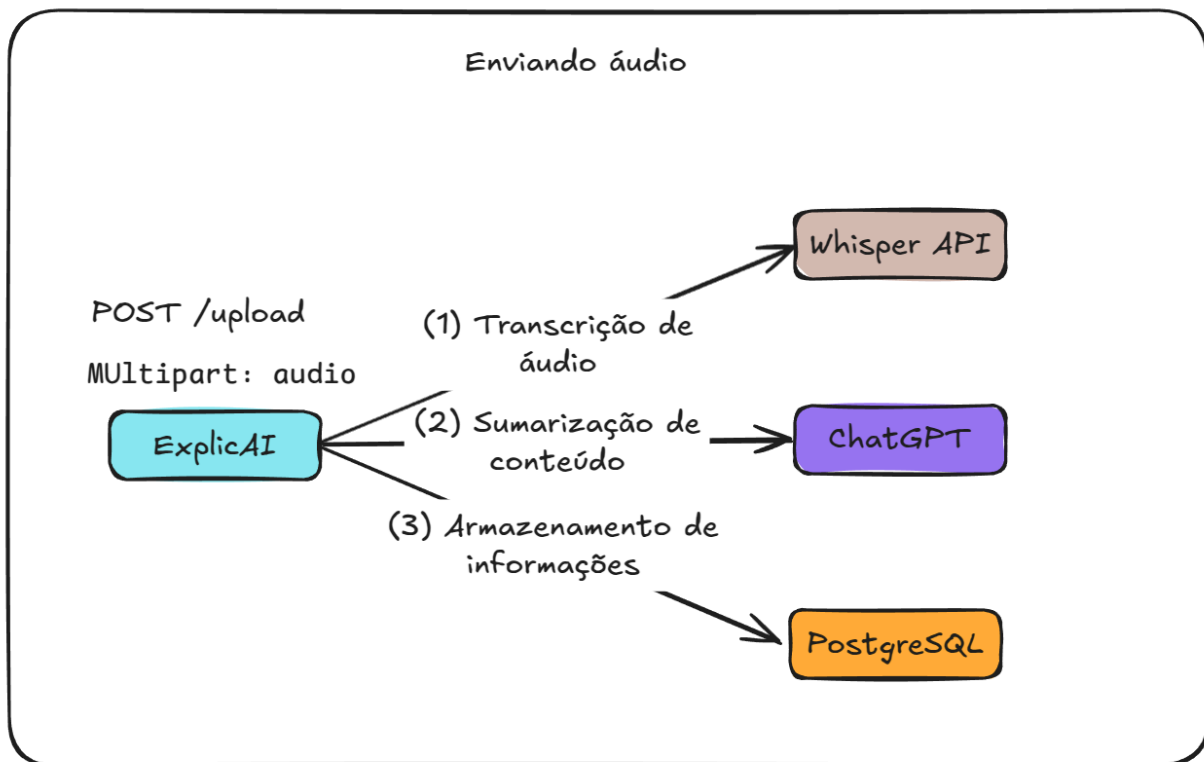 Enviando áudio
Whisper API
POST /upload
(1) Transcrição de
áudio
MUltipart: audio
(2) Sumarização de
conteúdo
ExplicAI
ChatGPT
(3) Armazenamento de
informações
PostgreSQL